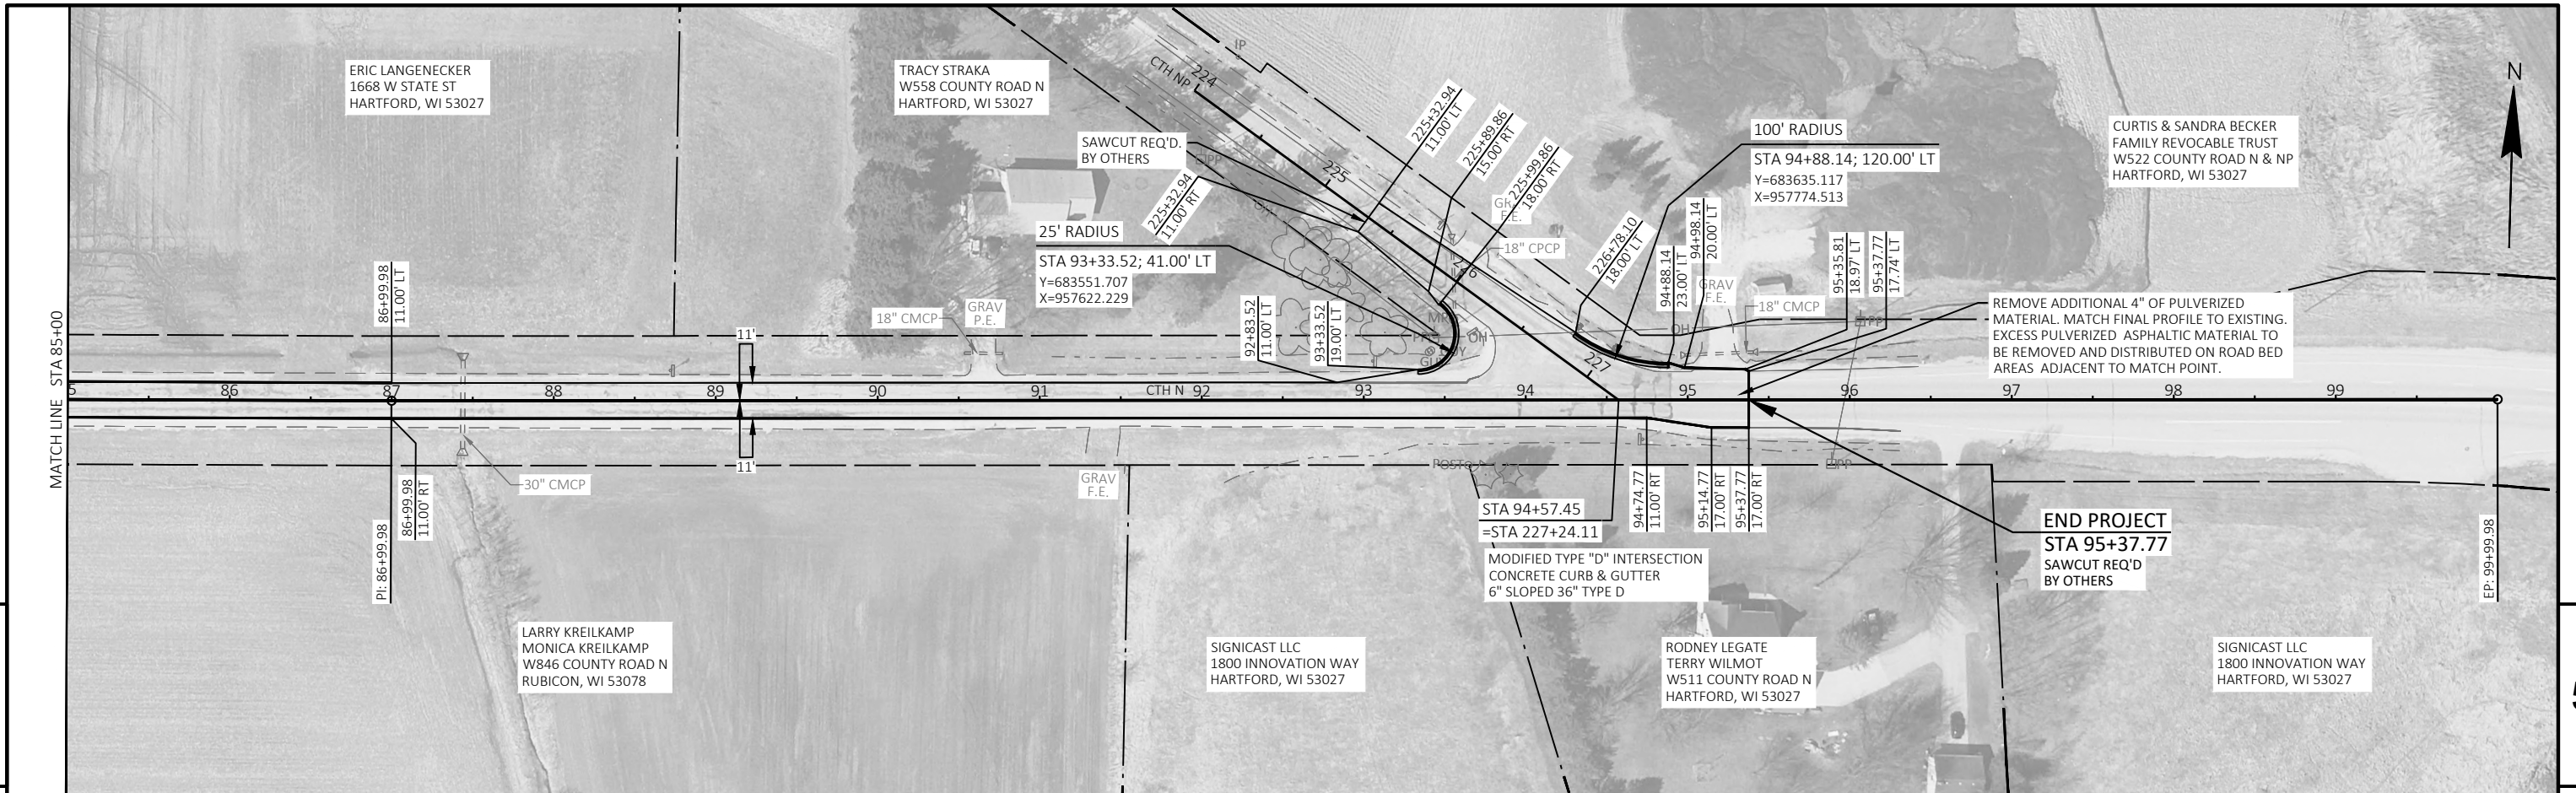 ERIC LANGENECKER
1668 W STATE ST
HARTFORD, WI 53027
TRACY STRAKA
W558 COUNTY ROAD N
HARTFORD, WI 53027
CTH NP
224
IP
SAWCUT REQ'D.
BY OTHERS
PP
225
225+32.94
11.00' LT
225+89.86
15.00' RT
225+99.86
18.00' RT
225+32.94
11.00' RT
GRAV
F.E.
18" CPCP
226
100' RADIUS
STA 94+88.14; 120.00' LT
Y=683635.117
X=957774.513
CURTIS & SANDRA BECKER
FAMILY REVOCABLE TRUST
W522 COUNTY ROAD N & NP
HARTFORD, WI 53027
N
25' RADIUS
STA 93+33.52; 41.00' LT
Y=683551.707
X=957622.229
226+78.10
18.00' LT
94+88.14
23.00' LT
94+98.14
20.00' LT
95+35.81
18.97' LT
95+37.77
17.74' LT
86+99.98
11.00' LT
18" CMCP
GRAV
P.E.
92+83.52
11.00' LT
93+33.52
19.00' LT
OH
GUY
OH
GRAV
F.E.
18" CMCP
PP
REMOVE ADDITIONAL 4" OF PULVERIZED
MATERIAL. MATCH FINAL PROFILE TO EXISTING.
EXCESS PULVERIZED ASPHALTIC MATERIAL TO
BE REMOVED AND DISTRIBUTED ON ROAD BED
AREAS ADJACENT TO MATCH POINT.
MATCH LINE STA 85+00
11'
227
5 86 87 88 89 90 91 CTH N 92 93 94 95 96 97 98 99
11'
30" CMCP
86+99.98
11.00' RT
PI: 86+99.98
GRAV
F.E.
POST
PP
STA 94+57.45
=STA 227+24.11
94+74.77
11.00' RT
95+14.77
17.00' RT
95+37.77
17.00' RT
END PROJECT
STA 95+37.77
SAWCUT REQ'D
BY OTHERS
EP: 99+99.98
MODIFIED TYPE "D" INTERSECTION
CONCRETE CURB & GUTTER
6" SLOPED 36" TYPE D
LARRY KREILKAMP
MONICA KREILKAMP
W846 COUNTY ROAD N
RUBICON, WI 53078
SIGNICAST LLC
1800 INNOVATION WAY
HARTFORD, WI 53027
RODNEY LEGATE
TERRY WILMOT
W511 COUNTY ROAD N
HARTFORD, WI 53027
SIGNICAST LLC
1800 INNOVATION WAY
HARTFORD, WI 53027